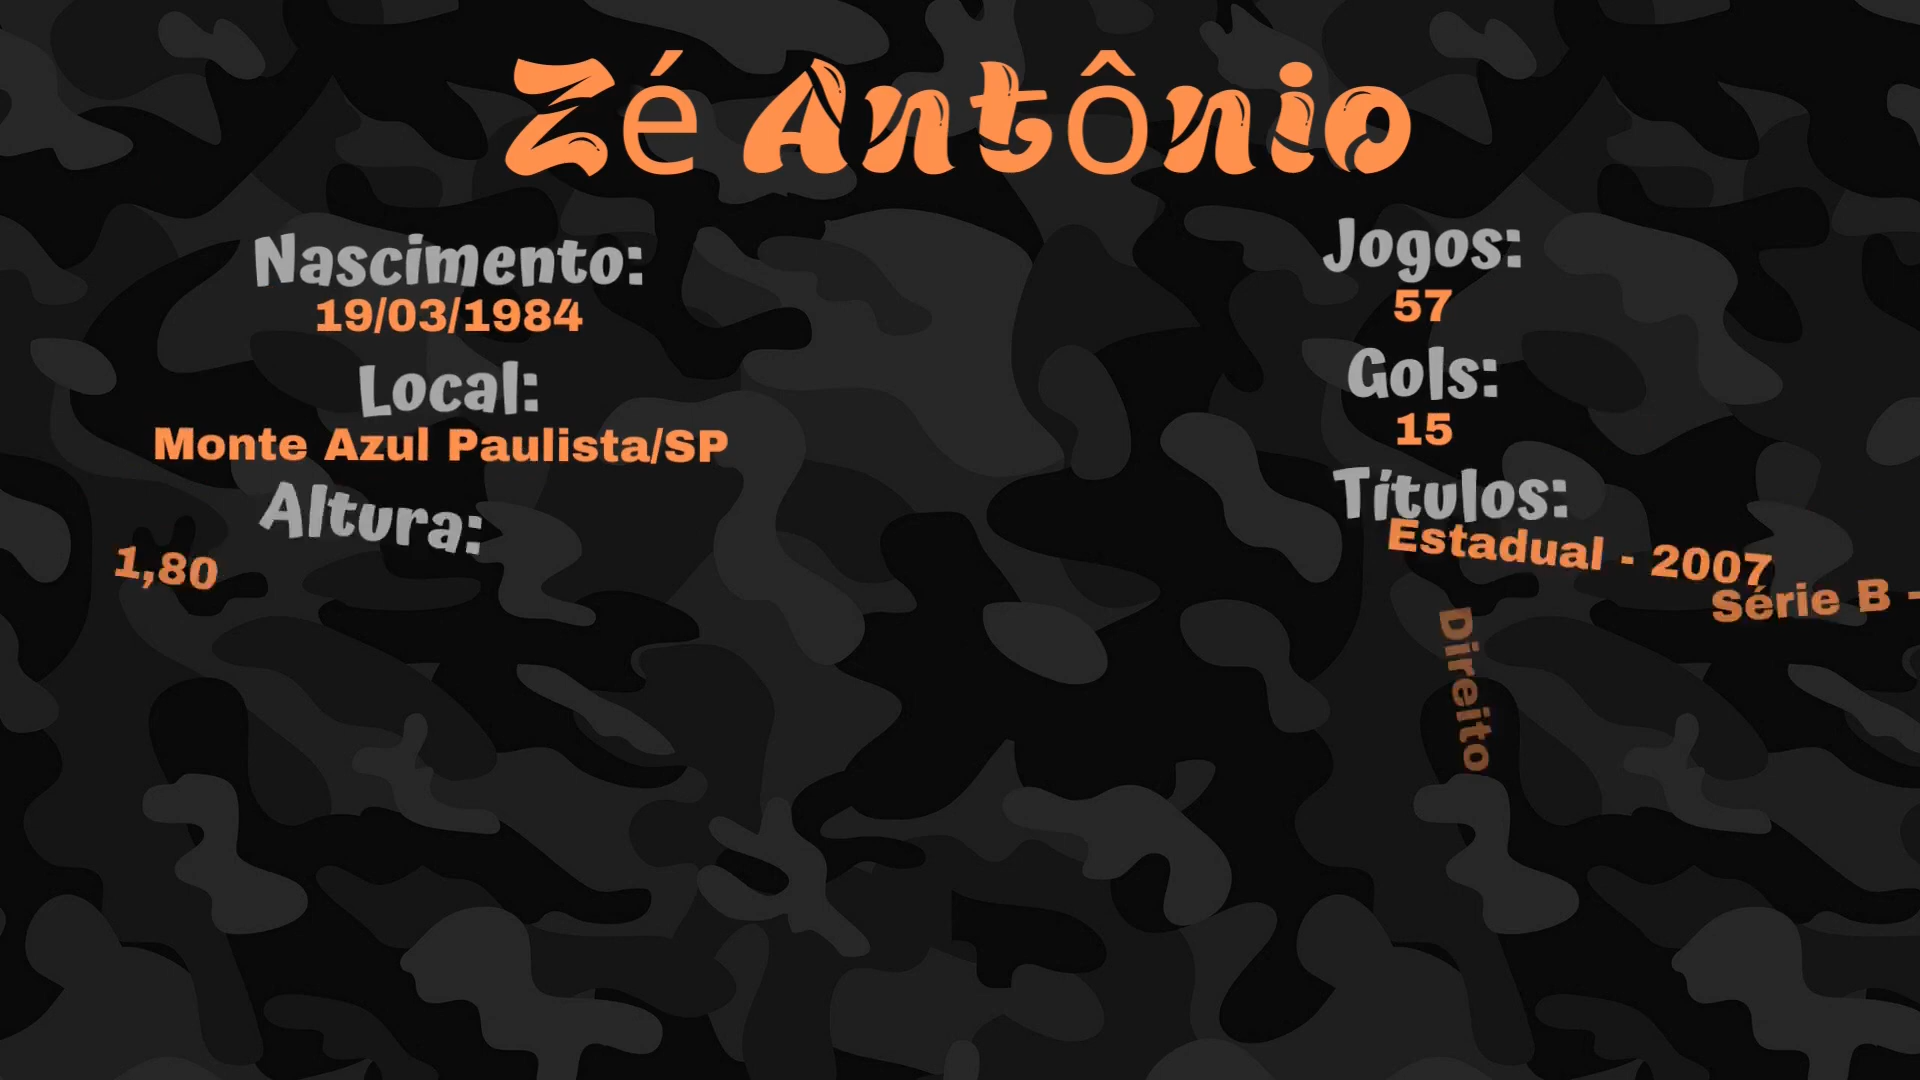 Zé Antônio
Nascimento:
19/03/1984
Local:
Monte Azul Paulista/SP
Altura:
1,80
Jogos:
57
Gols:
15
Títulos:
Estadual - 2007
Série B -
Direito